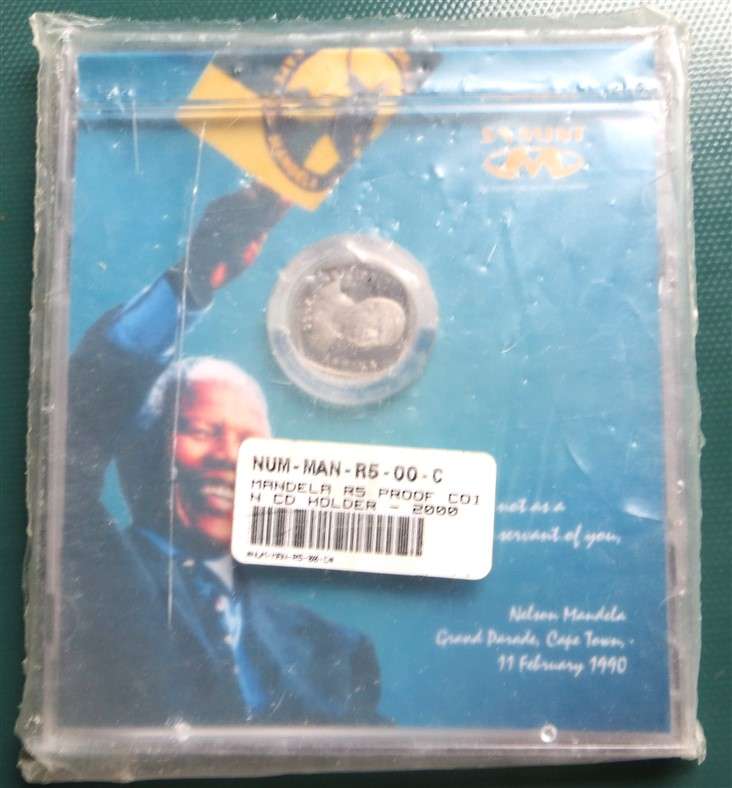 SA MINT
NUM-MAN-R5-00-C
MANDELA R5 PROOF COI
N CD HOLDER - 2000
not as a
servant of you,
Nelson Mandela
Grand Parade, Cape Town,
11 February 1990